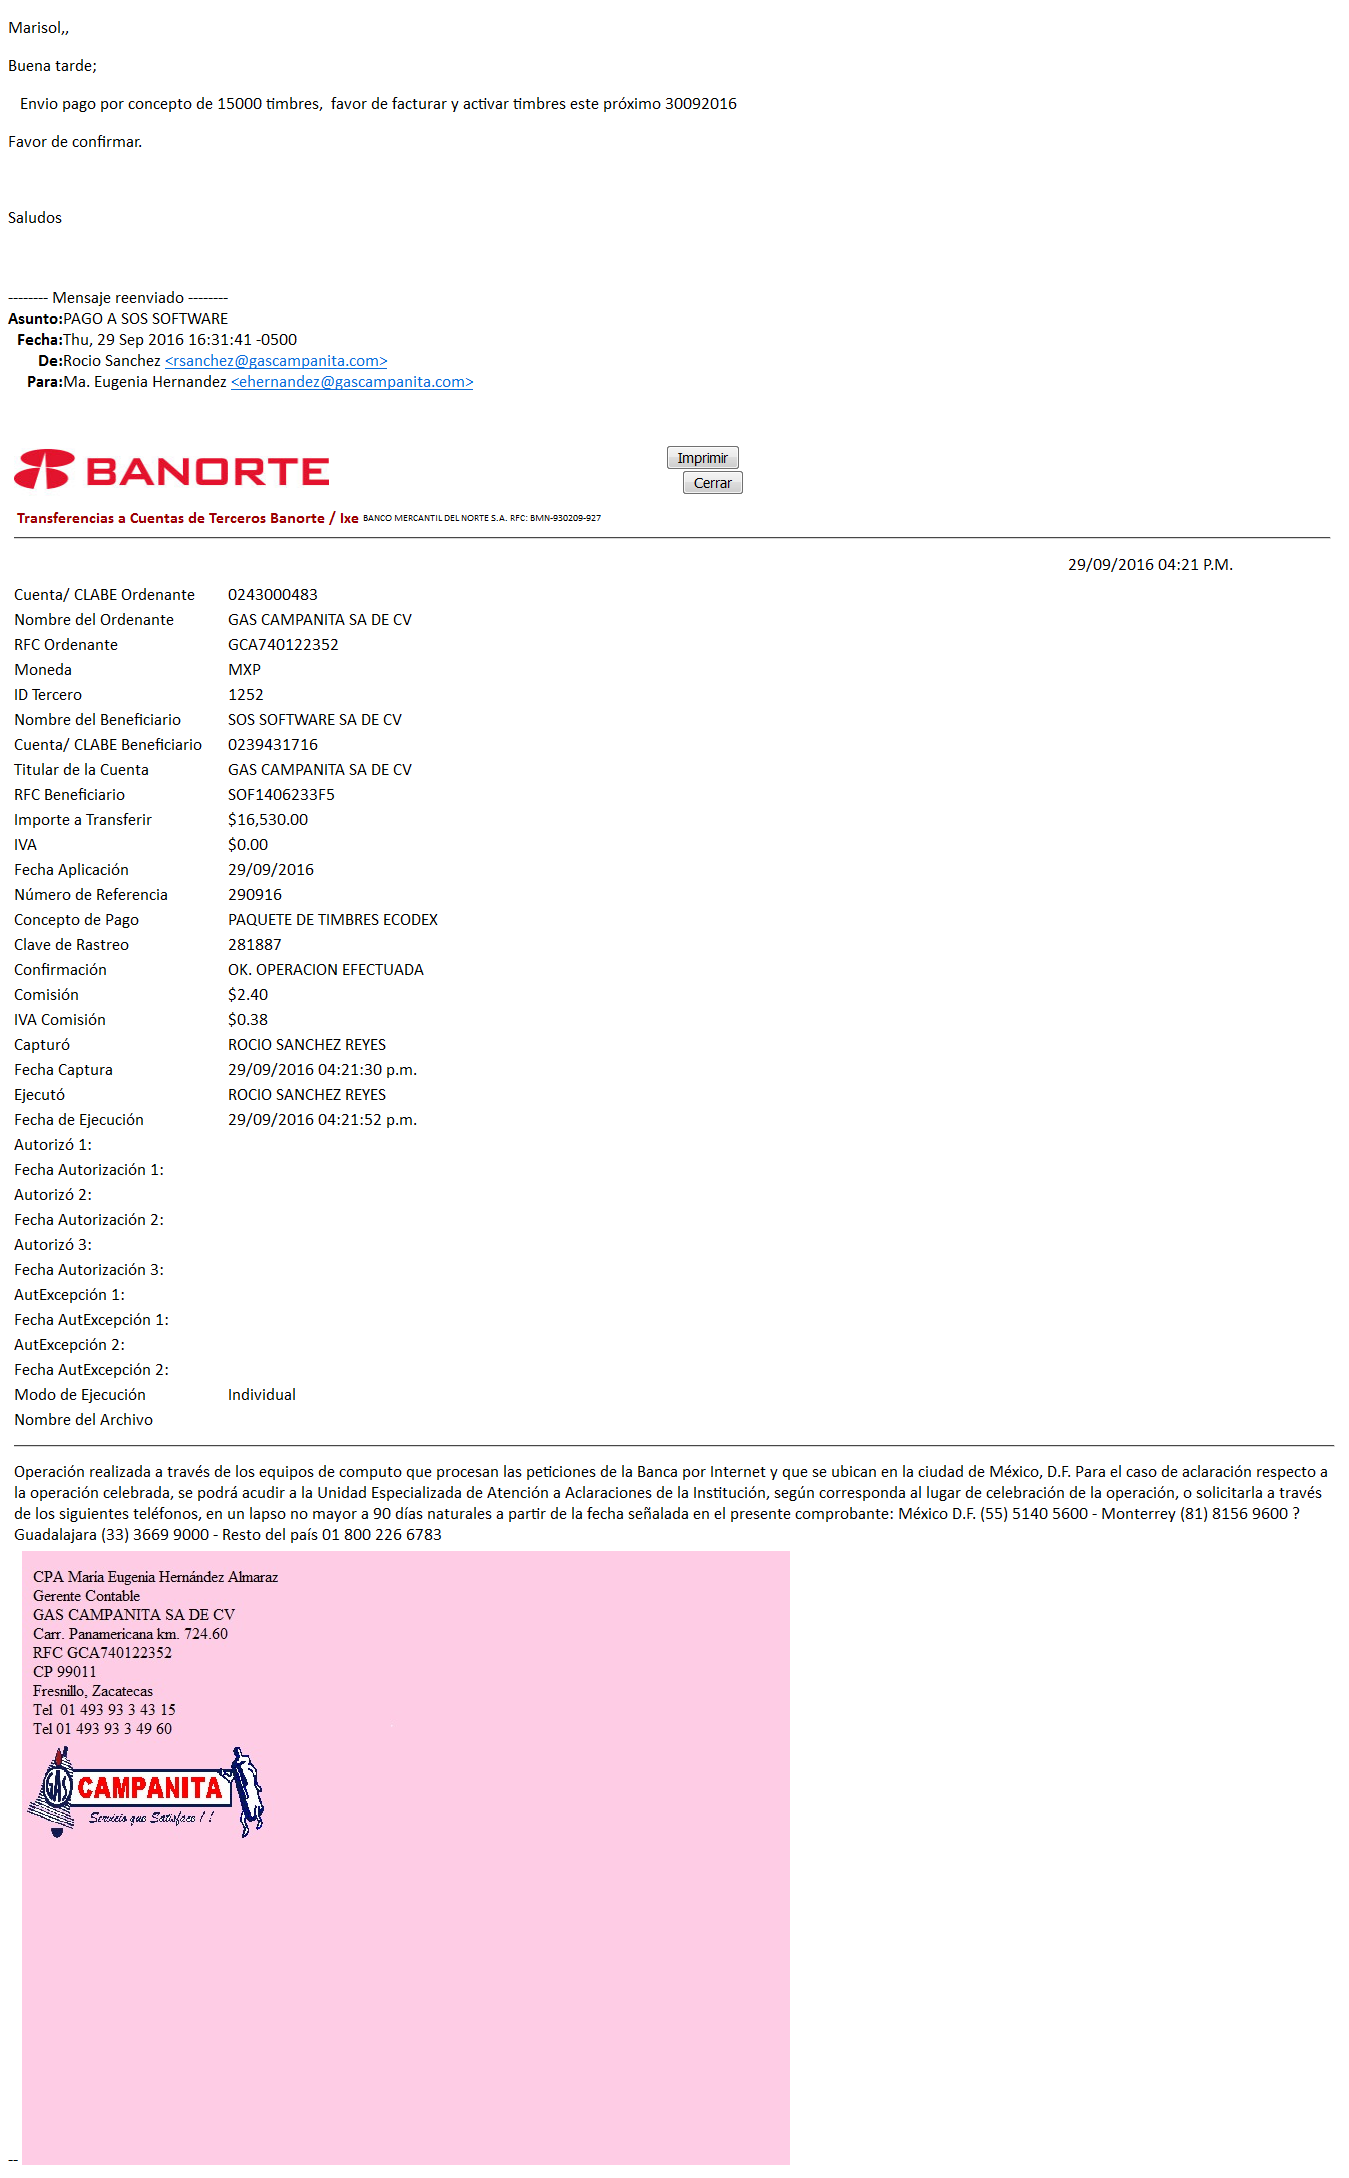 Marisol,,
Buena tarde;
Envio pago por concepto de 15000 timbres,  favor de facturar y activar timbres este próximo 30092016
Favor de confirmar.
Saludos
-------- Mensaje reenviado --------
Asunto:PAGO A SOS SOFTWARE
Fecha:Thu, 29 Sep 2016 16:31:41 -0500
De:Rocio Sanchez <rsanchez@gascampanita.com>
Para:Ma. Eugenia Hernandez <ehernandez@gascampanita.com>
BANORTE
Imprimir
Cerrar
Transferencias a Cuentas de Terceros Banorte / Ixe BANCO MERCANTIL DEL NORTE S.A. RFC: BMN-930209-927
29/09/2016 04:21 P.M.
Cuenta/ CLABE Ordenante 0243000483
Nombre del Ordenante GAS CAMPANITA SA DE CV
RFC Ordenante GCA740122352
Moneda MXP
ID Tercero 1252
Nombre del Beneficiario SOS SOFTWARE SA DE CV
Cuenta/ CLABE Beneficiario 0239431716
Titular de la Cuenta GAS CAMPANITA SA DE CV
RFC Beneficiario SOF1406233F5
Importe a Transferir $16,530.00
IVA $0.00
Fecha Aplicación 29/09/2016
Número de Referencia 290916
Concepto de Pago PAQUETE DE TIMBRES ECODEX
Clave de Rastreo 281887
Confirmación OK. OPERACION EFECTUADA
Comisión $2.40
IVA Comisión $0.38
Capturó ROCIO SANCHEZ REYES
Fecha Captura 29/09/2016 04:21:30 p.m.
Ejecutó ROCIO SANCHEZ REYES
Fecha de Ejecución 29/09/2016 04:21:52 p.m.
Autorizó 1:
Fecha Autorización 1:
Autorizó 2:
Fecha Autorización 2:
Autorizó 3:
Fecha Autorización 3:
AutExcepción 1:
Fecha AutExcepción 1:
AutExcepción 2:
Fecha AutExcepción 2:
Modo de Ejecución Individual
Nombre del Archivo
Operación realizada a través de los equipos de computo que procesan las peticiones de la Banca por Internet y que se ubican en la ciudad de México, D.F. Para el caso de aclaración respecto a
la operación celebrada, se podrá acudir a la Unidad Especializada de Atención a Aclaraciones de la Institución, según corresponda al lugar de celebración de la operación, o solicitarla a través
de los siguientes teléfonos, en un lapso no mayor a 90 días naturales a partir de la fecha señalada en el presente comprobante: México D.F. (55) 5140 5600 - Monterrey (81) 8156 9600 ?
Guadalajara (33) 3669 9000 - Resto del país 01 800 226 6783
CPA Maria Eugenia Hernández Almaraz
Gerente Contable
GAS CAMPANITA SA DE CV
Carr. Panamericana km. 724.60
RFC GCA740122352
CP 99011
Fresnillo, Zacatecas
Tel  01 493 93 3 43 15
Tel 01 493 93 3 49 60
GAS CAMPANITA
Servicio que Satisface ! !
--